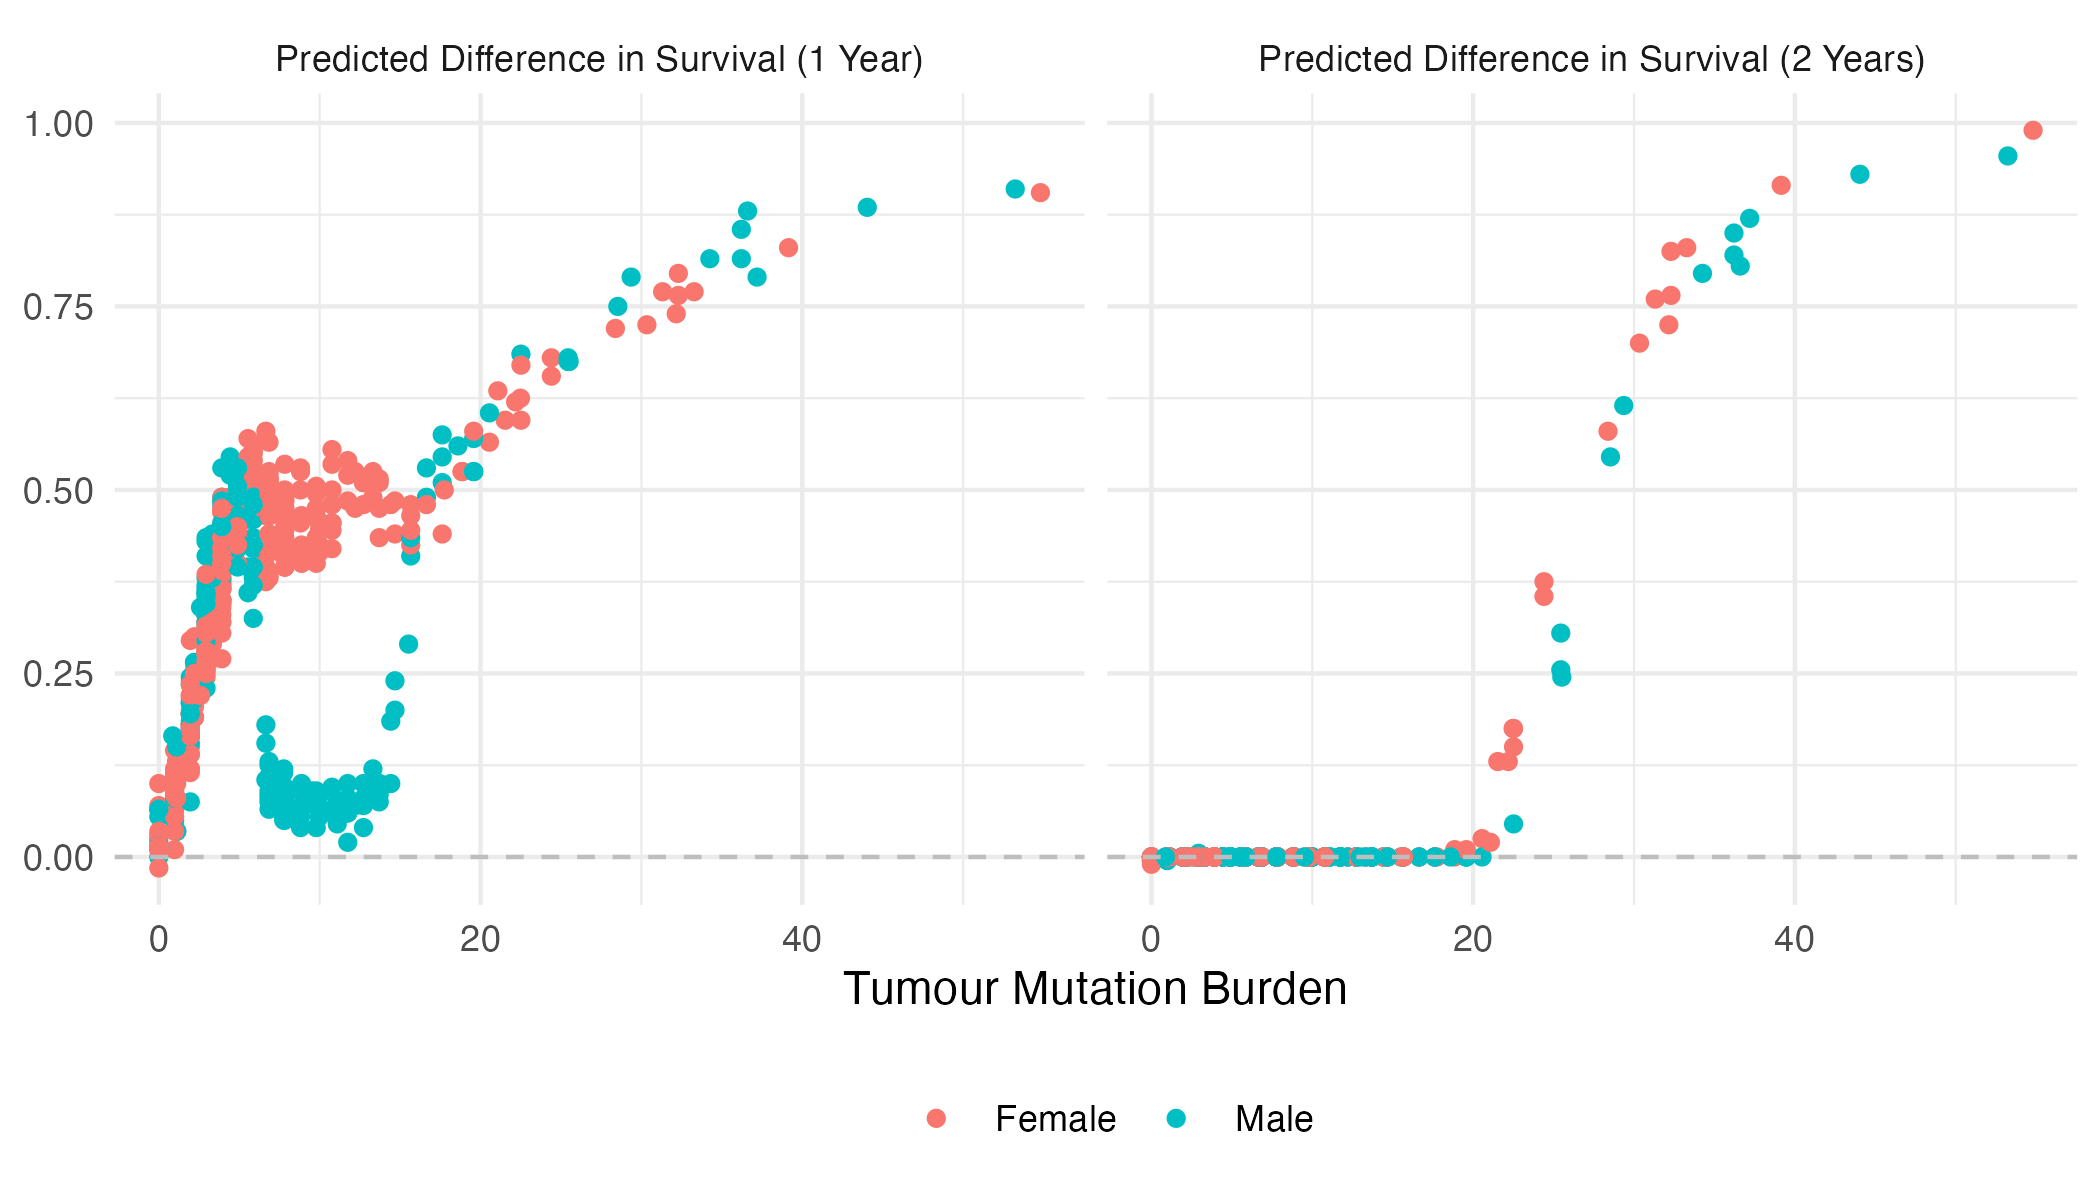 Predicted Difference in Survival (1 Year)
Predicted Difference in Survival (2 Years)
1.00
0.75
0.50
0.25
0.00
0 20 40
0 20 40
Tumour Mutation Burden
Female Male